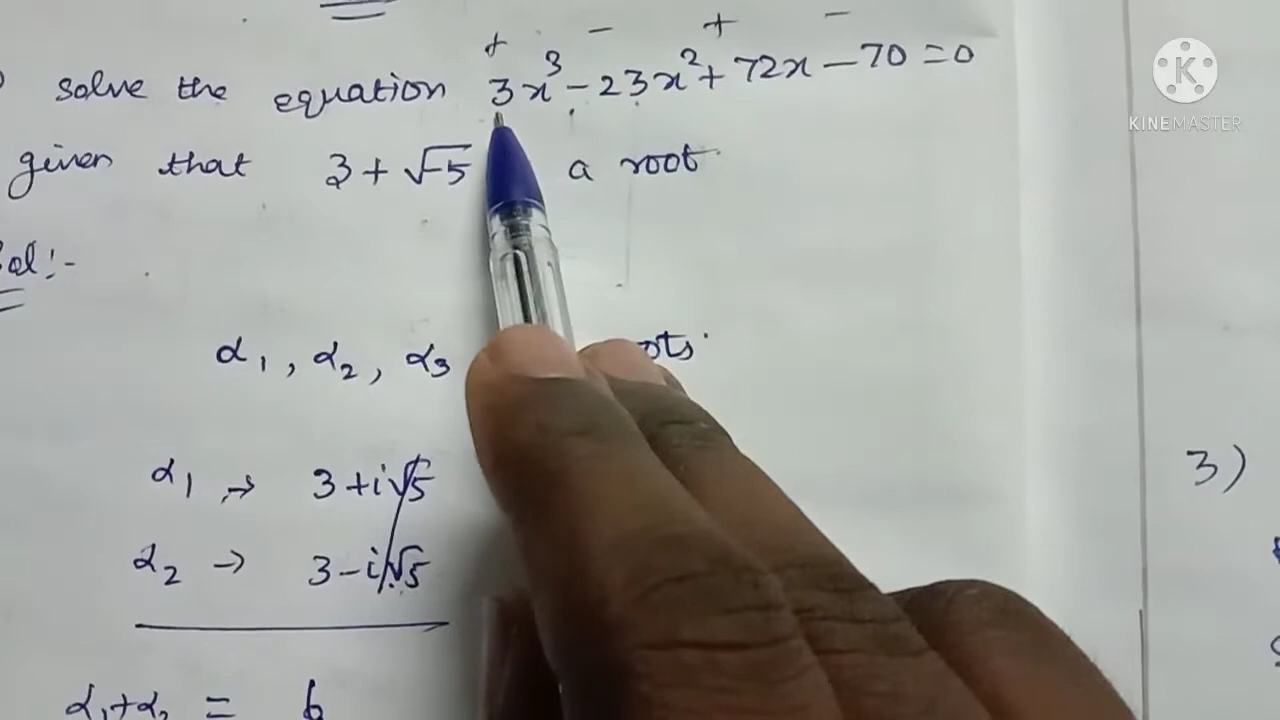 + − + −
solve the equation 3x³ − 23x² + 72x − 70 = 0
given that 3 + √−5 a root
Sol :-
α₁, α₂, α₃
α₁ → 3 + i√5
α₂ → 3 − i√5
α₁+α₂ = 6
3)
K
KINEMASTER